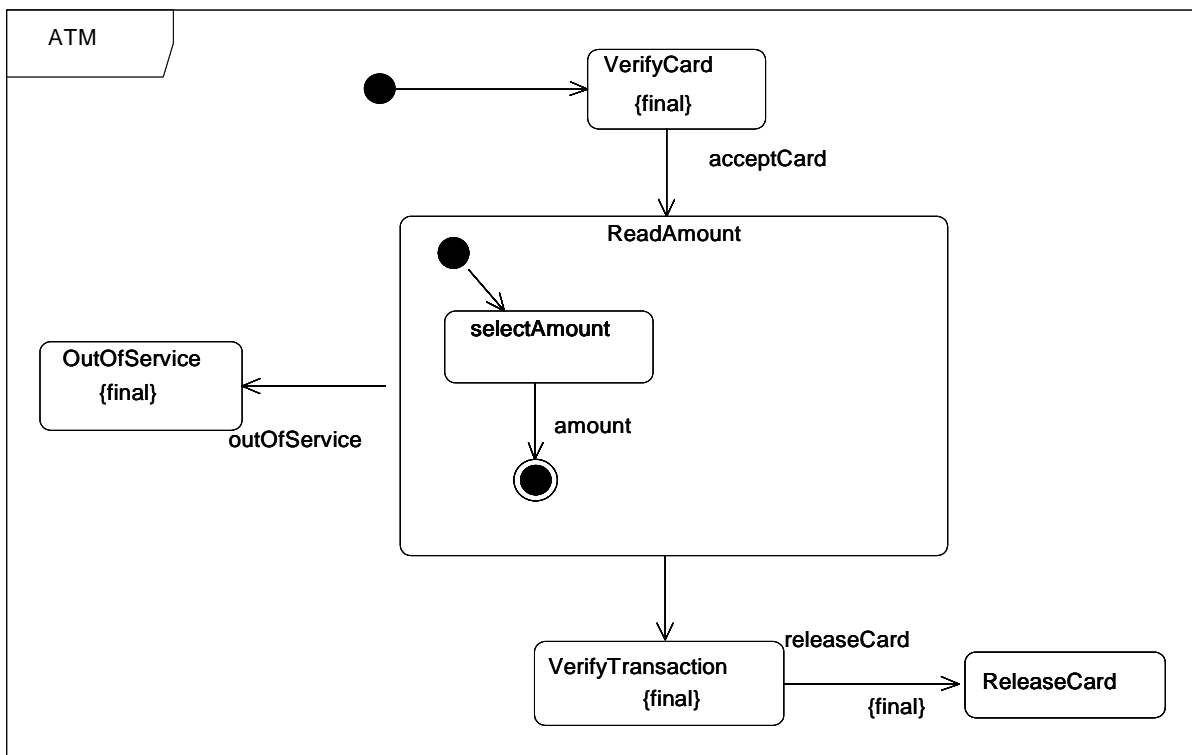 ATM
VerifyCard
{final}
acceptCard
ReadAmount
selectAmount
OutOfService
{final}
amount
outOfService
releaseCard
VerifyTransaction
{final}
ReleaseCard
{final}